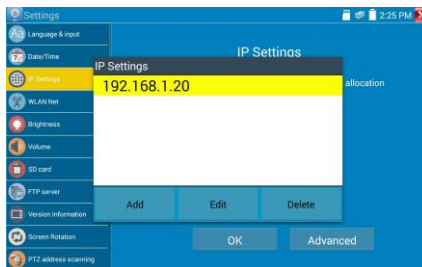 Settings
2:25 PM
Language & input
Date/Time
IP Settings
IP Settings
WLAN Net
Brightness
Volume
SD card
FTP server
Version Information
Screen Rotation
PTZ address scanning
IP Settings
allocation
192.168.1.20
Add
Edit
Delete
OK
Advanced